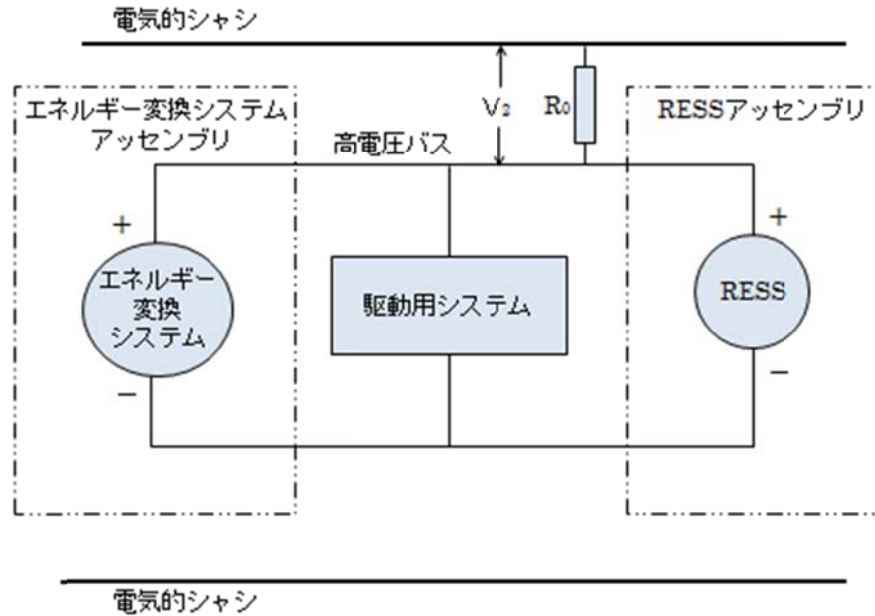 電気的シャシ
エネルギー変換システム
アッセンブリ
V2
R0
RESSアッセンブリ
高電圧バス
+
エネルギー
変換
システム
−
駆動用システム
+
RESS
−
電気的シャシ